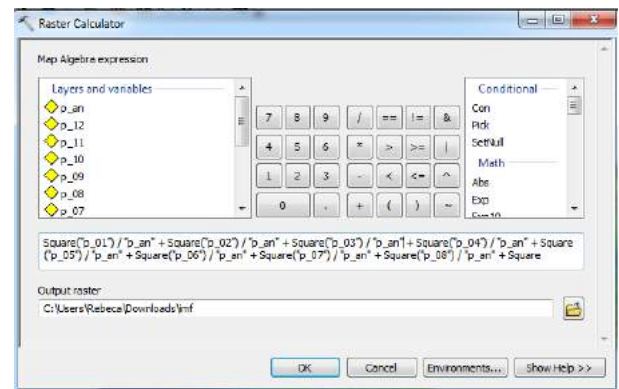 Raster Calculator
Map Algebra expression
Layers and variables
p_an
p_12
p_11
p_10
p_09
p_08
p_07
7 8 9 / == != &
4 5 6 * > >= |
1 2 3 - < <= ^
0 . + ( ) ~
Conditional
Con
Pick
SetNull
Math
Abs
Exp
Exp10
Square("p_01") / "p_an" + Square("p_02") / "p_an" + Square("p_03") / "p_an" + Square("p_04") / "p_an" + Square
("p_05") / "p_an" + Square("p_06") / "p_an" + Square("p_07") / "p_an" + Square("p_08") / "p_an" + Square
Output raster
C:\Users\Rebeca\Downloads\imf
OK Cancel Environments... Show Help >>